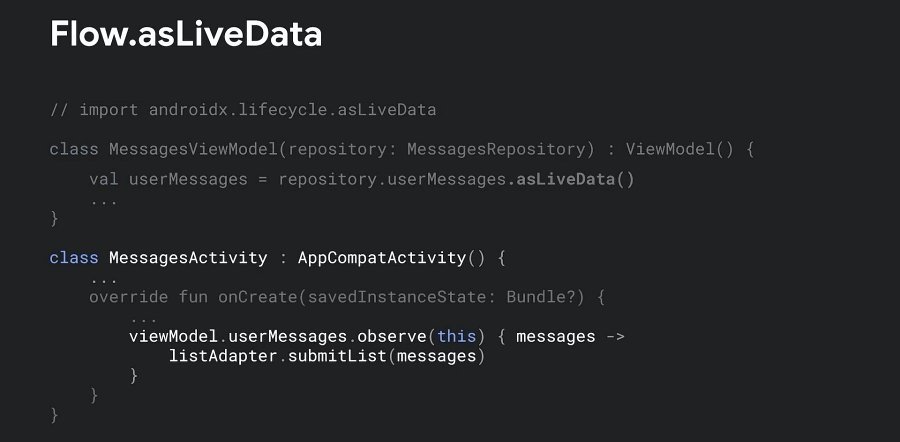 Flow.asLiveData
// import androidx.lifecycle.asLiveData
class MessagesViewModel(repository: MessagesRepository) : ViewModel() {
    val userMessages = repository.userMessages.asLiveData()
    ...
}
class MessagesActivity : AppCompatActivity() {
    ...
    override fun onCreate(savedInstanceState: Bundle?) {
        ...
        viewModel.userMessages.observe(this) { messages ->
            listAdapter.submitList(messages)
        }
    }
}